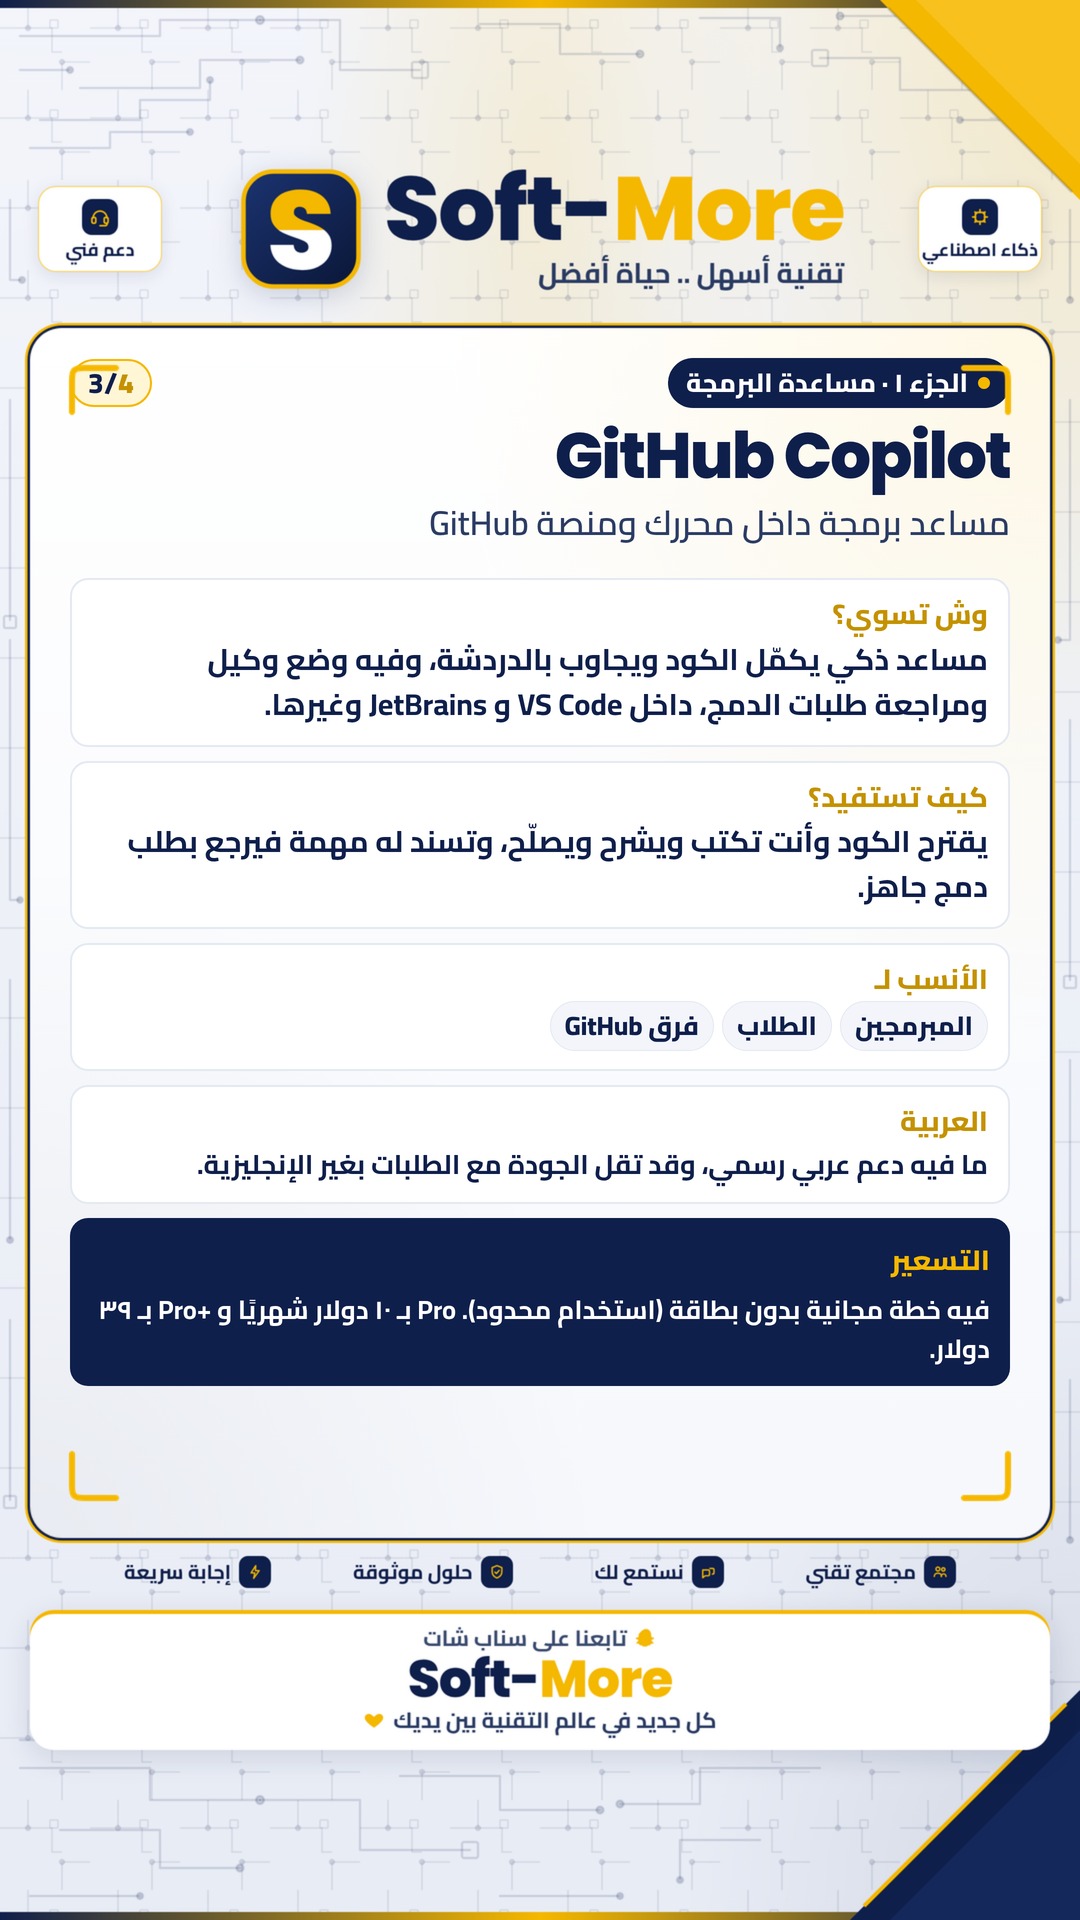 ذكاء اصطناعي
Soft-More
تقنية أسهل .. حياة أفضل
S
دعم فني
الجزء ١ · مساعدة البرمجة
3/4
GitHub Copilot
مساعد برمجة داخل محررك ومنصة GitHub
وش تسوي؟
مساعد ذكي يكمّل الكود ويجاوب بالدردشة، وفيه وضع وكيل
ومراجعة طلبات الدمج، داخل VS Code و JetBrains وغيرها.
كيف تستفيد؟
يقترح الكود وأنت تكتب ويشرح ويصلّح، وتسند له مهمة فيرجع بطلب
دمج جاهز.
الأنسب لـ
المبرمجين
الطلاب
فرق GitHub
العربية
ما فيه دعم عربي رسمي، وقد تقل الجودة مع الطلبات بغير الإنجليزية.
التسعير
فيه خطة مجانية بدون بطاقة (استخدام محدود). Pro بـ ١٠ دولار شهريًا و Pro+ بـ ٣٩
دولار.
مجتمع تقني
نستمع لك
حلول موثوقة
إجابة سريعة
تابعنا على سناب شات
Soft-More
كل جديد في عالم التقنية بين يديك